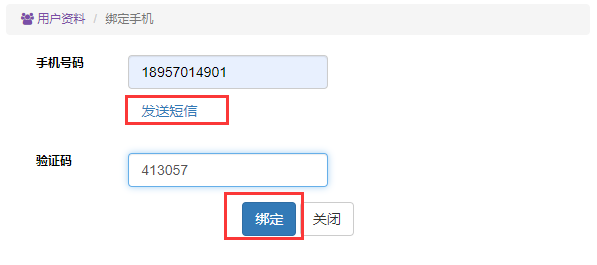 用户资料 / 绑定手机
手机号码 18957014901
发送短信
验证码 413057
绑定 关闭